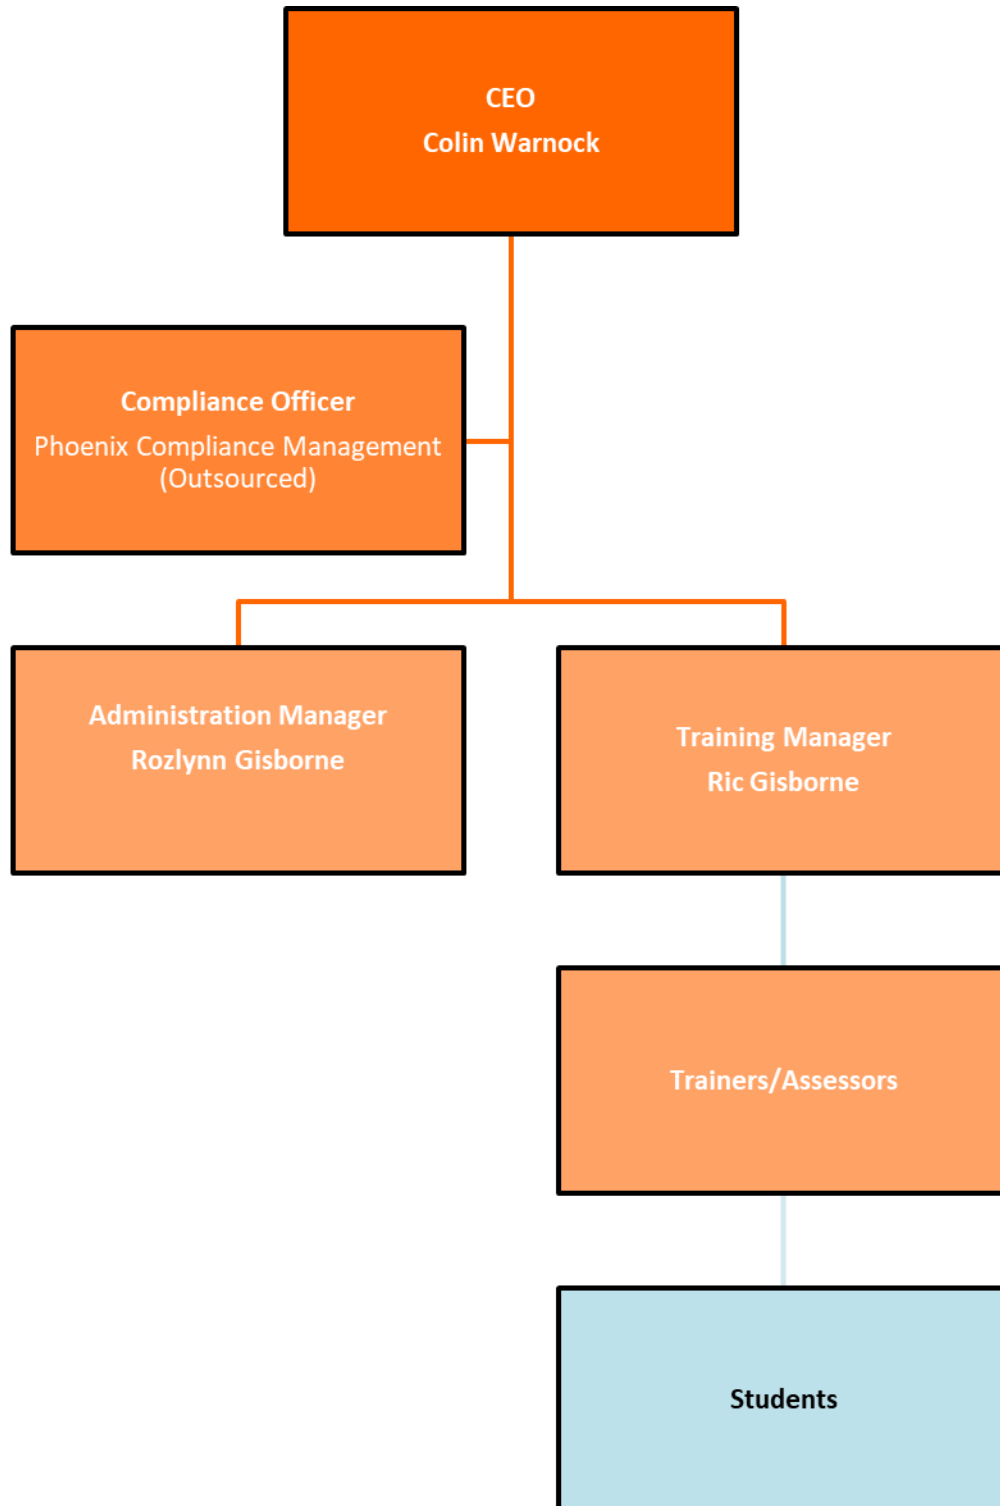 CEO
Colin Warnock
Compliance Officer
Phoenix Compliance Management
(Outsourced)
Administration Manager
Rozlynn Gisborne
Training Manager
Ric Gisborne
Trainers/Assessors
Students